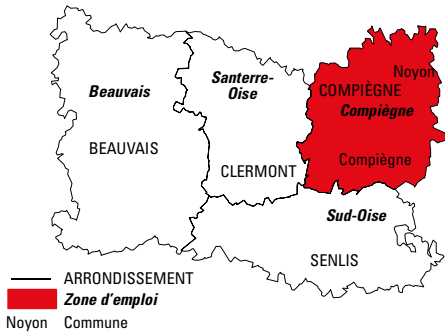 Beauvais
BEAUVAIS
Santerre-
Oise
CLERMONT
Noyon
COMPIÈGNE
Compiègne
Compiègne
Sud-Oise
SENLIS
ARRONDISSEMENT
Zone d'emploi
Noyon Commune